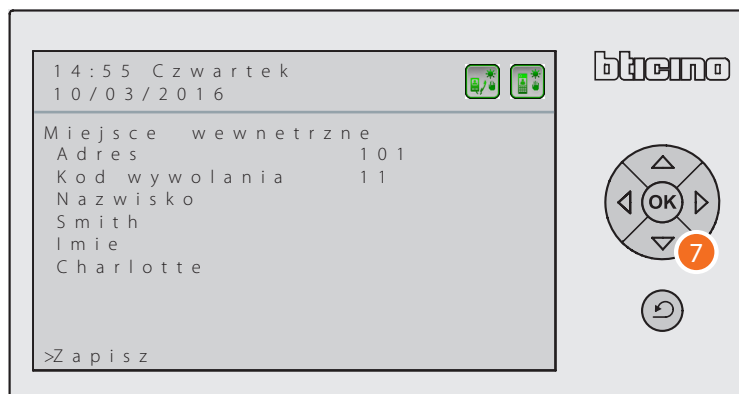 14:55 Czwartek
10/03/2016
bticino
Miejsce wewnetrzne
Adres 101
Kod wywolania 11
Nazwisko
Smith
Imie
Charlotte
OK
7
>Zapisz